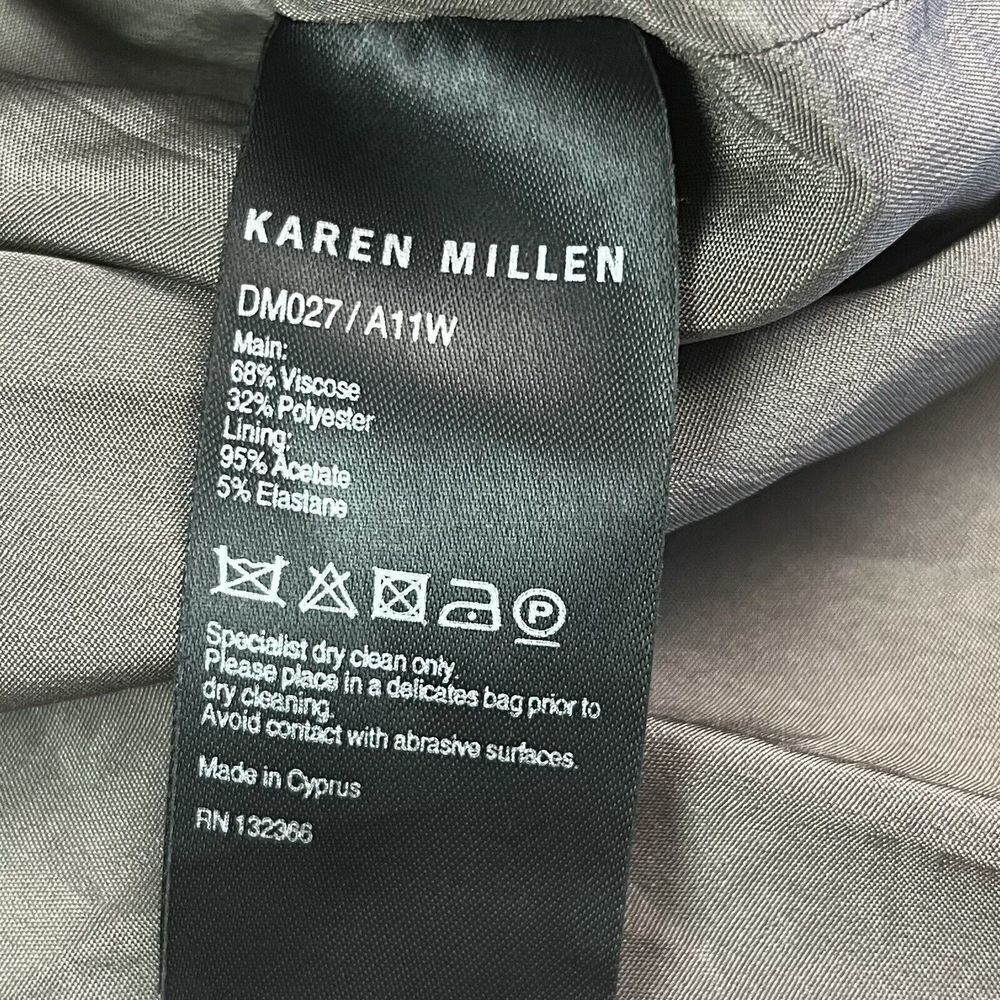 KAREN MILLEN
DM027 / A11W
Main:
68% Viscose
32% Polyester
Lining:
95% Acetate
5% Elastane
P
Specialist dry clean only.
Please place in a delicates bag prior to
dry cleaning.
Avoid contact with abrasive surfaces.
Made in Cyprus
RN 132366